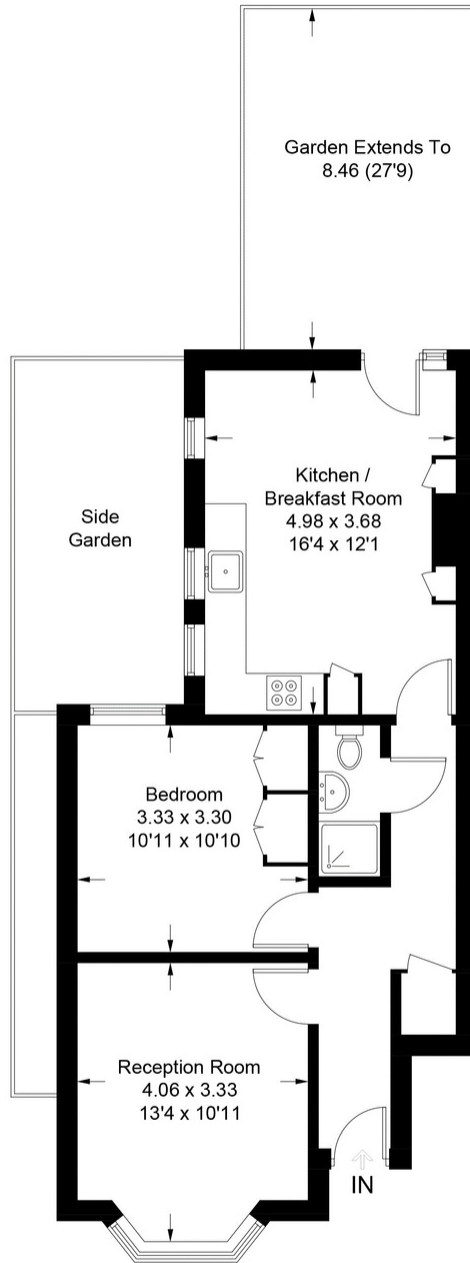 Garden Extends To
8.46 (27'9)
Kitchen /
Breakfast Room
4.98 x 3.68
16'4 x 12'1
Side
Garden
Bedroom
3.33 x 3.30
10'11 x 10'10
Reception Room
4.06 x 3.33
13'4 x 10'11
IN